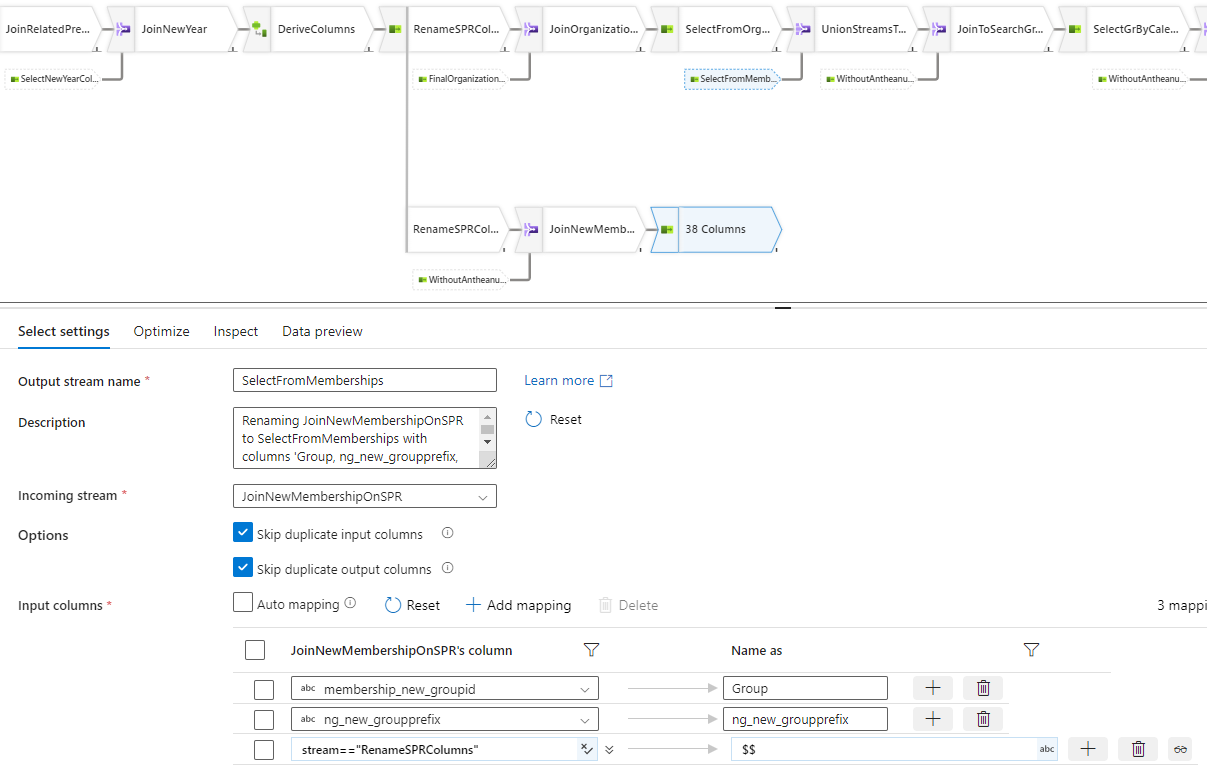 JoinRelatedPre...
JoinNewYear
DeriveColumns
RenameSPRCol...
JoinOrganizatio...
SelectFromOrg...
UnionStreamsT...
JoinToSearchGr...
SelectGrByCale...
SelectNewYearCol...
FinalOrganization...
SelectFromMemb...
WithoutAntheanu...
WithoutAntheanu...
RenameSPRCol...
JoinNewMemb...
38 Columns
WithoutAntheanu...
Select settings
Optimize
Inspect
Data preview
Output stream name *
SelectFromMemberships
Learn more
Description
Renaming JoinNewMembershipOnSPR
to SelectFromMemberships with
columns 'Group, ng_new_groupprefix,
Reset
Incoming stream *
JoinNewMembershipOnSPR
Options
Skip duplicate input columns
Skip duplicate output columns
Input columns *
Auto mapping
Reset
Add mapping
Delete
3 mappi
JoinNewMembershipOnSPR's column
Name as
abc membership_new_groupid
Group
abc ng_new_groupprefix
ng_new_groupprefix
stream=="RenameSPRColumns"
$$
abc